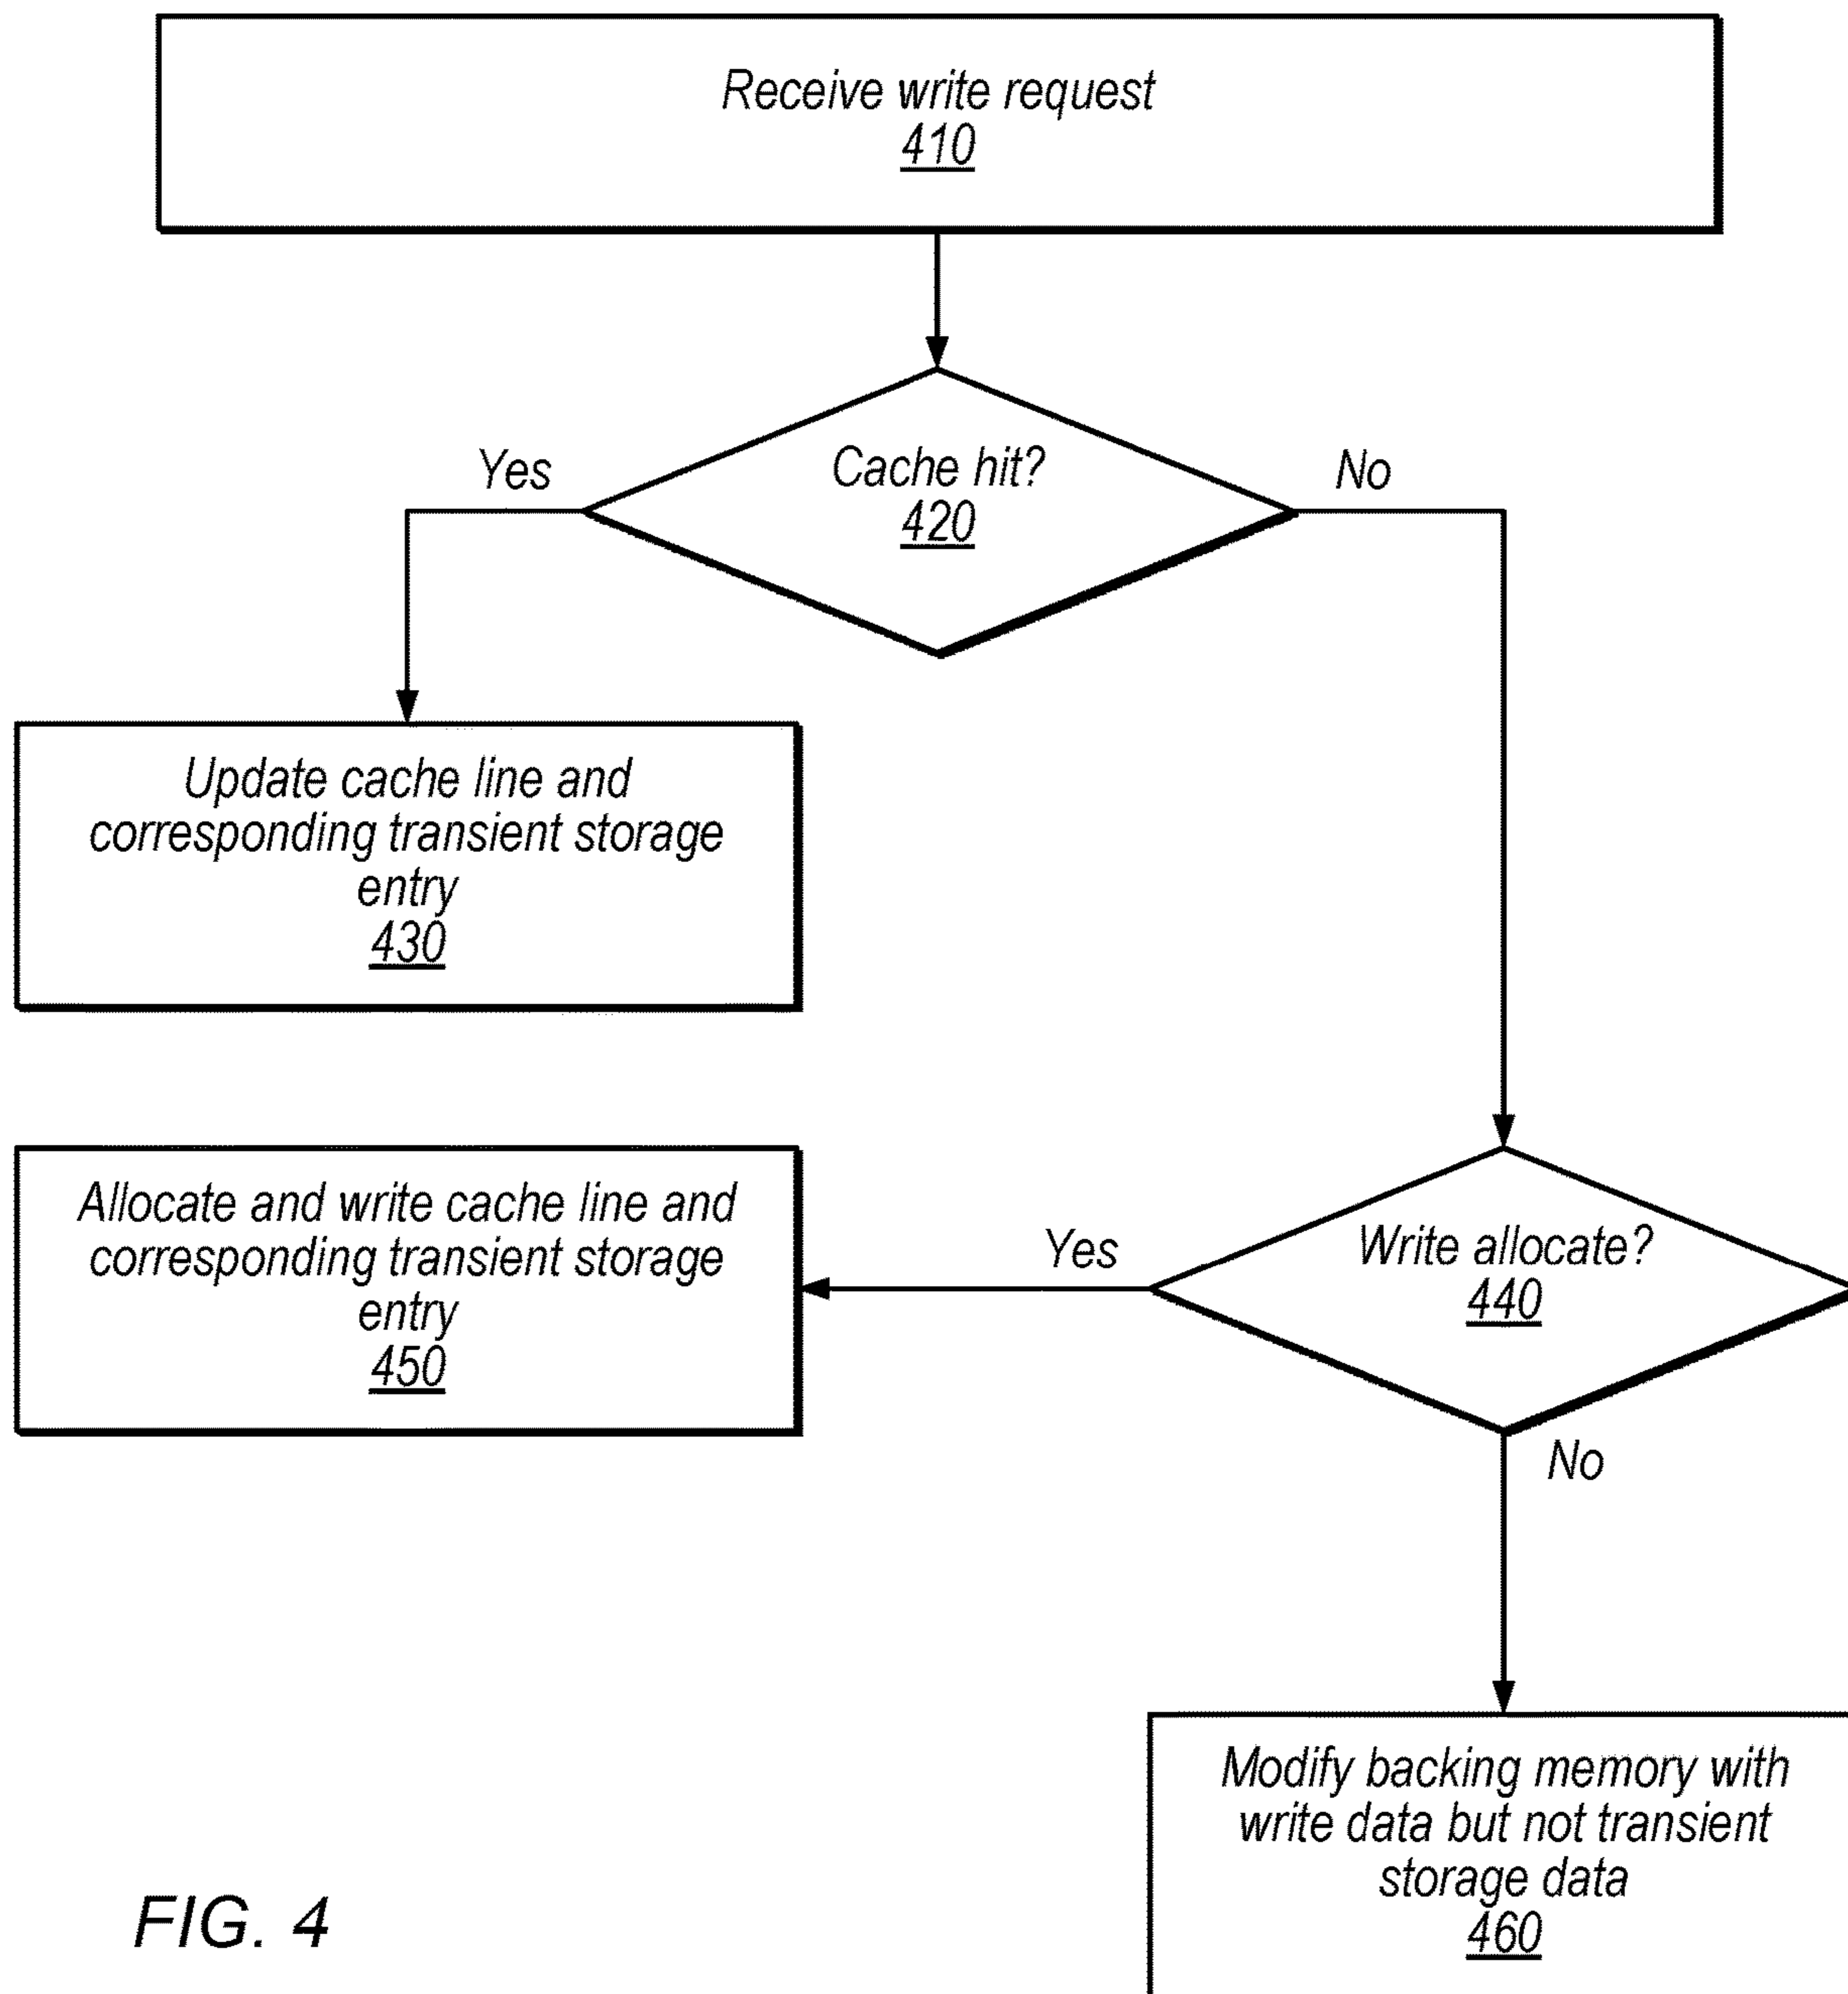 Receive write request
410
Cache hit?
420
Yes
No
Update cache line and
corresponding transient storage
entry
430
Write allocate?
440
Yes
No
Allocate and write cache line and
corresponding transient storage
entry
450
Modify backing memory with
write data but not transient
storage data
460
FIG. 4